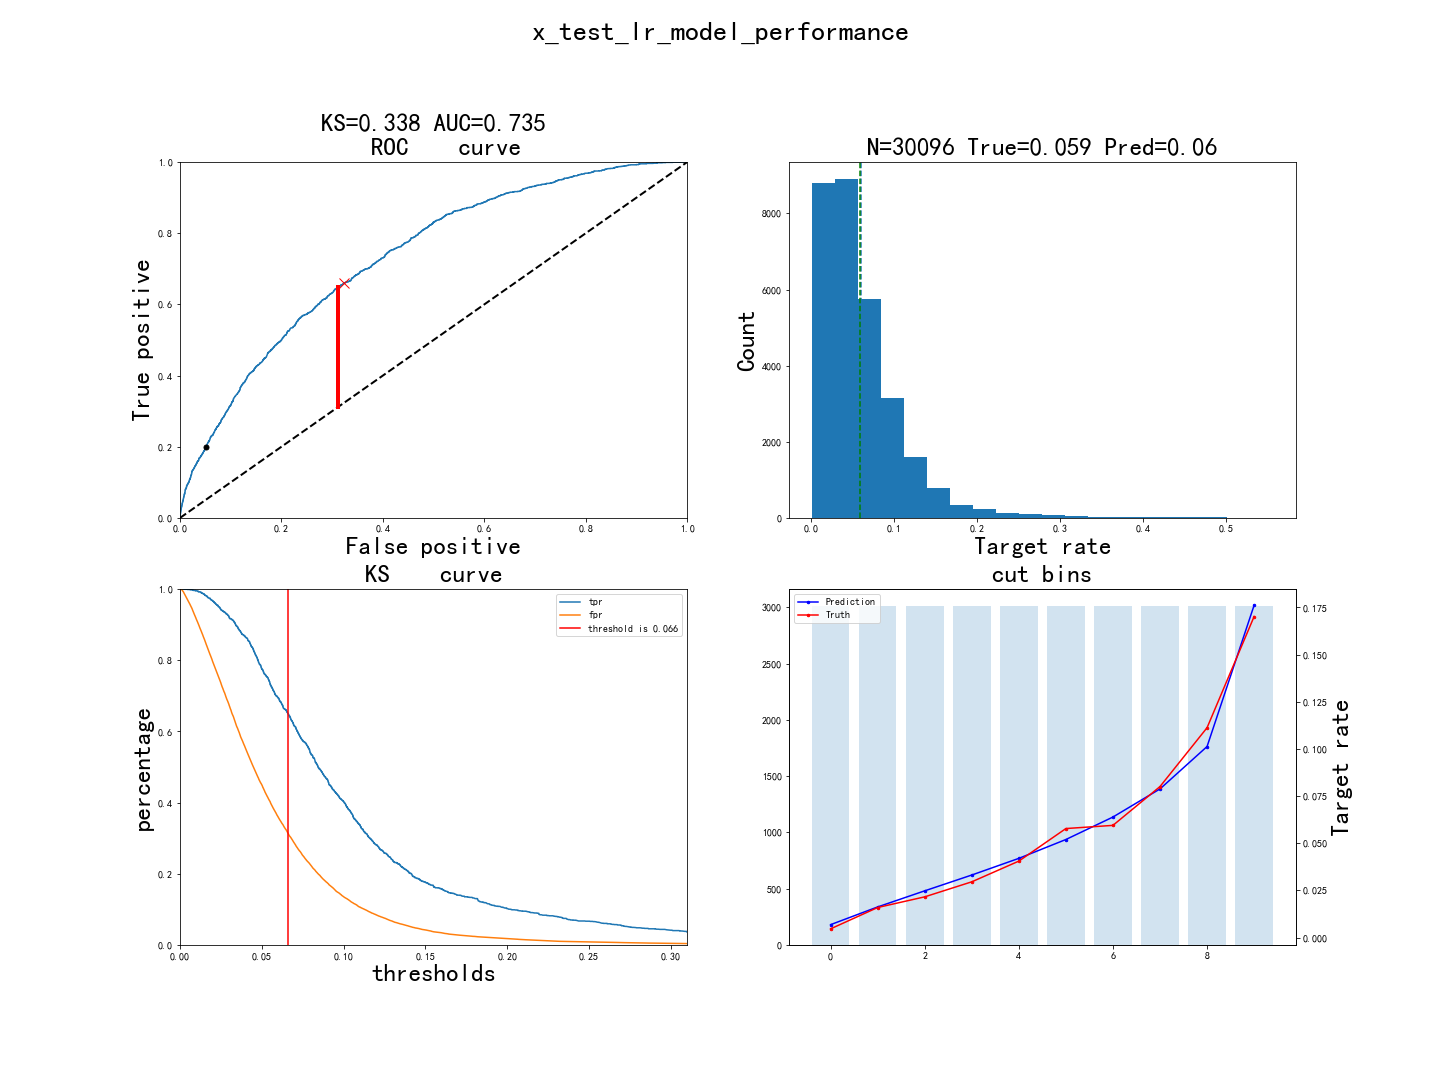 x_test_lr_model_performance
KS=0.338 AUC=0.735
ROC    curve
True positive
1.0
0.8
0.6
0.4
0.2
0.0
0.0 0.2 0.4 0.6 0.8 1.0
False positive
N=30096 True=0.059 Pred=0.06
Count
8000
6000
4000
2000
0
0.0 0.1 0.2 0.3 0.4 0.5
Target rate
KS    curve
percentage
1.0
0.8
0.6
0.4
0.2
0.0
tpr
fpr
threshold is 0.066
0.00 0.05 0.10 0.15 0.20 0.25 0.30
thresholds
cut bins
3000
2500
2000
1500
1000
500
0
Prediction
Truth
0 2 4 6 8
0.175
0.150
0.125
0.100
0.075
0.050
0.025
0.000
Target rate